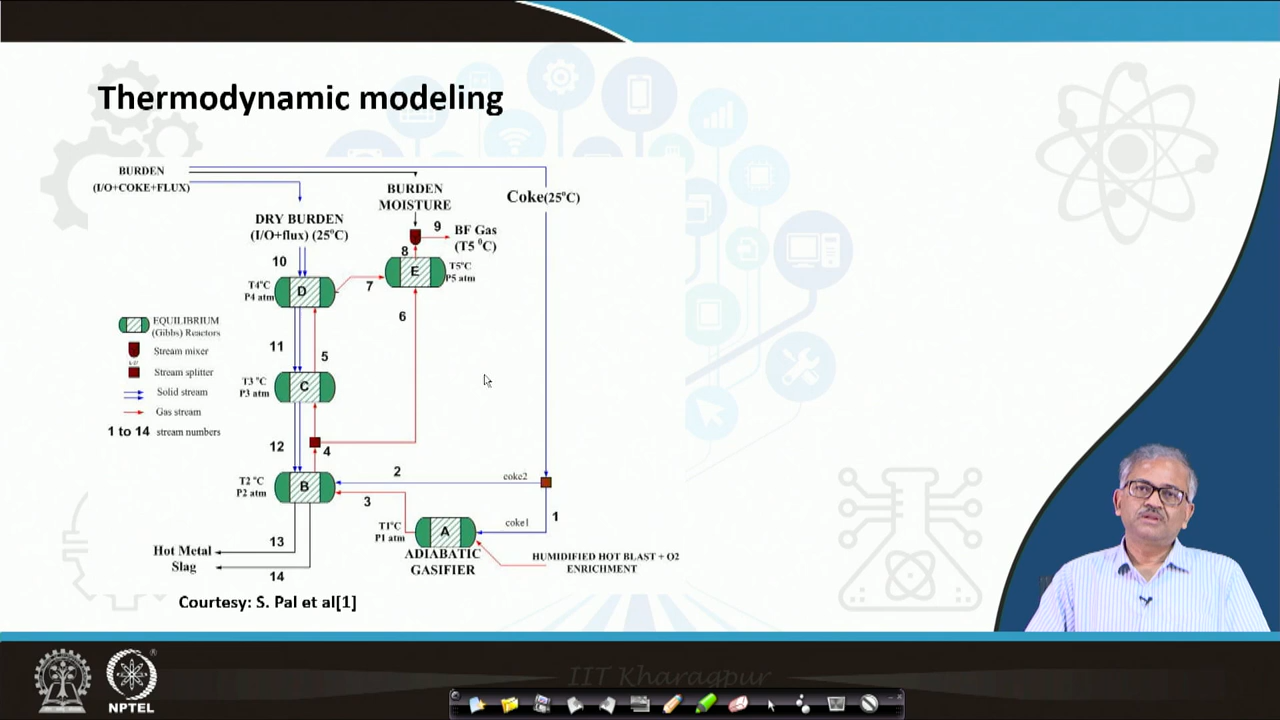 Thermodynamic modeling
BURDEN
(I/O+COKE+FLUX)
BURDEN
MOISTURE
Coke(25°C)
DRY BURDEN
(I/O+flux) (25°C)
9
BF Gas
(T5 °C)
8
10
E
T5°C
P5 atm
T4°C
P4 atm
D
7
6
EQUILIBRIUM
(Gibbs) Reactors
Stream mixer
Stream splitter
Solid stream
Gas stream
1 to 14 stream numbers
11
5
T3 °C
P3 atm
C
12
4
T2 °C
P2 atm
B
2
coke2
3
1
coke1
T1°C
P1 atm
A
ADIABATIC
GASIFIER
HUMIDIFIED HOT BLAST + O2
ENRICHMENT
13
Hot Metal
Slag
14
Courtesy: S. Pal et al[1]
IIT Kharagpur
NPTEL
®